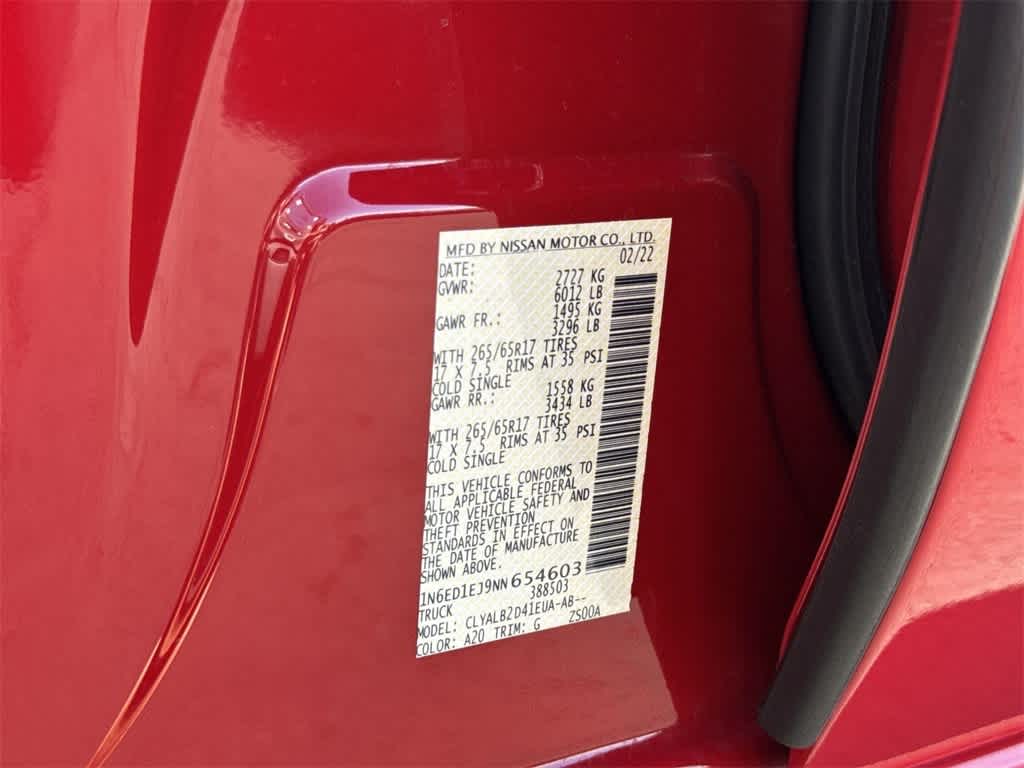 MFD BY NISSAN MOTOR CO., LTD.
DATE: 02/22
GVWR: 2727 KG
6012 LB
GAWR FR.: 1495 KG
3296 LB
WITH 265/65R17 TIRES
17 X 7.5 RIMS AT 35 PSI
COLD SINGLE
GAWR RR.: 1558 KG
3434 LB
WITH 265/65R17 TIRES
17 X 7.5 RIMS AT 35 PSI
COLD SINGLE
THIS VEHICLE CONFORMS TO
ALL APPLICABLE FEDERAL
MOTOR VEHICLE SAFETY AND
THEFT PREVENTION
STANDARDS IN EFFECT ON
THE DATE OF MANUFACTURE
SHOWN ABOVE.
1N6ED1EJ9NN654603
TRUCK 388503
MODEL: CLYALB2D41EUA-AB--
COLOR: A20 TRIM: G ZS00A